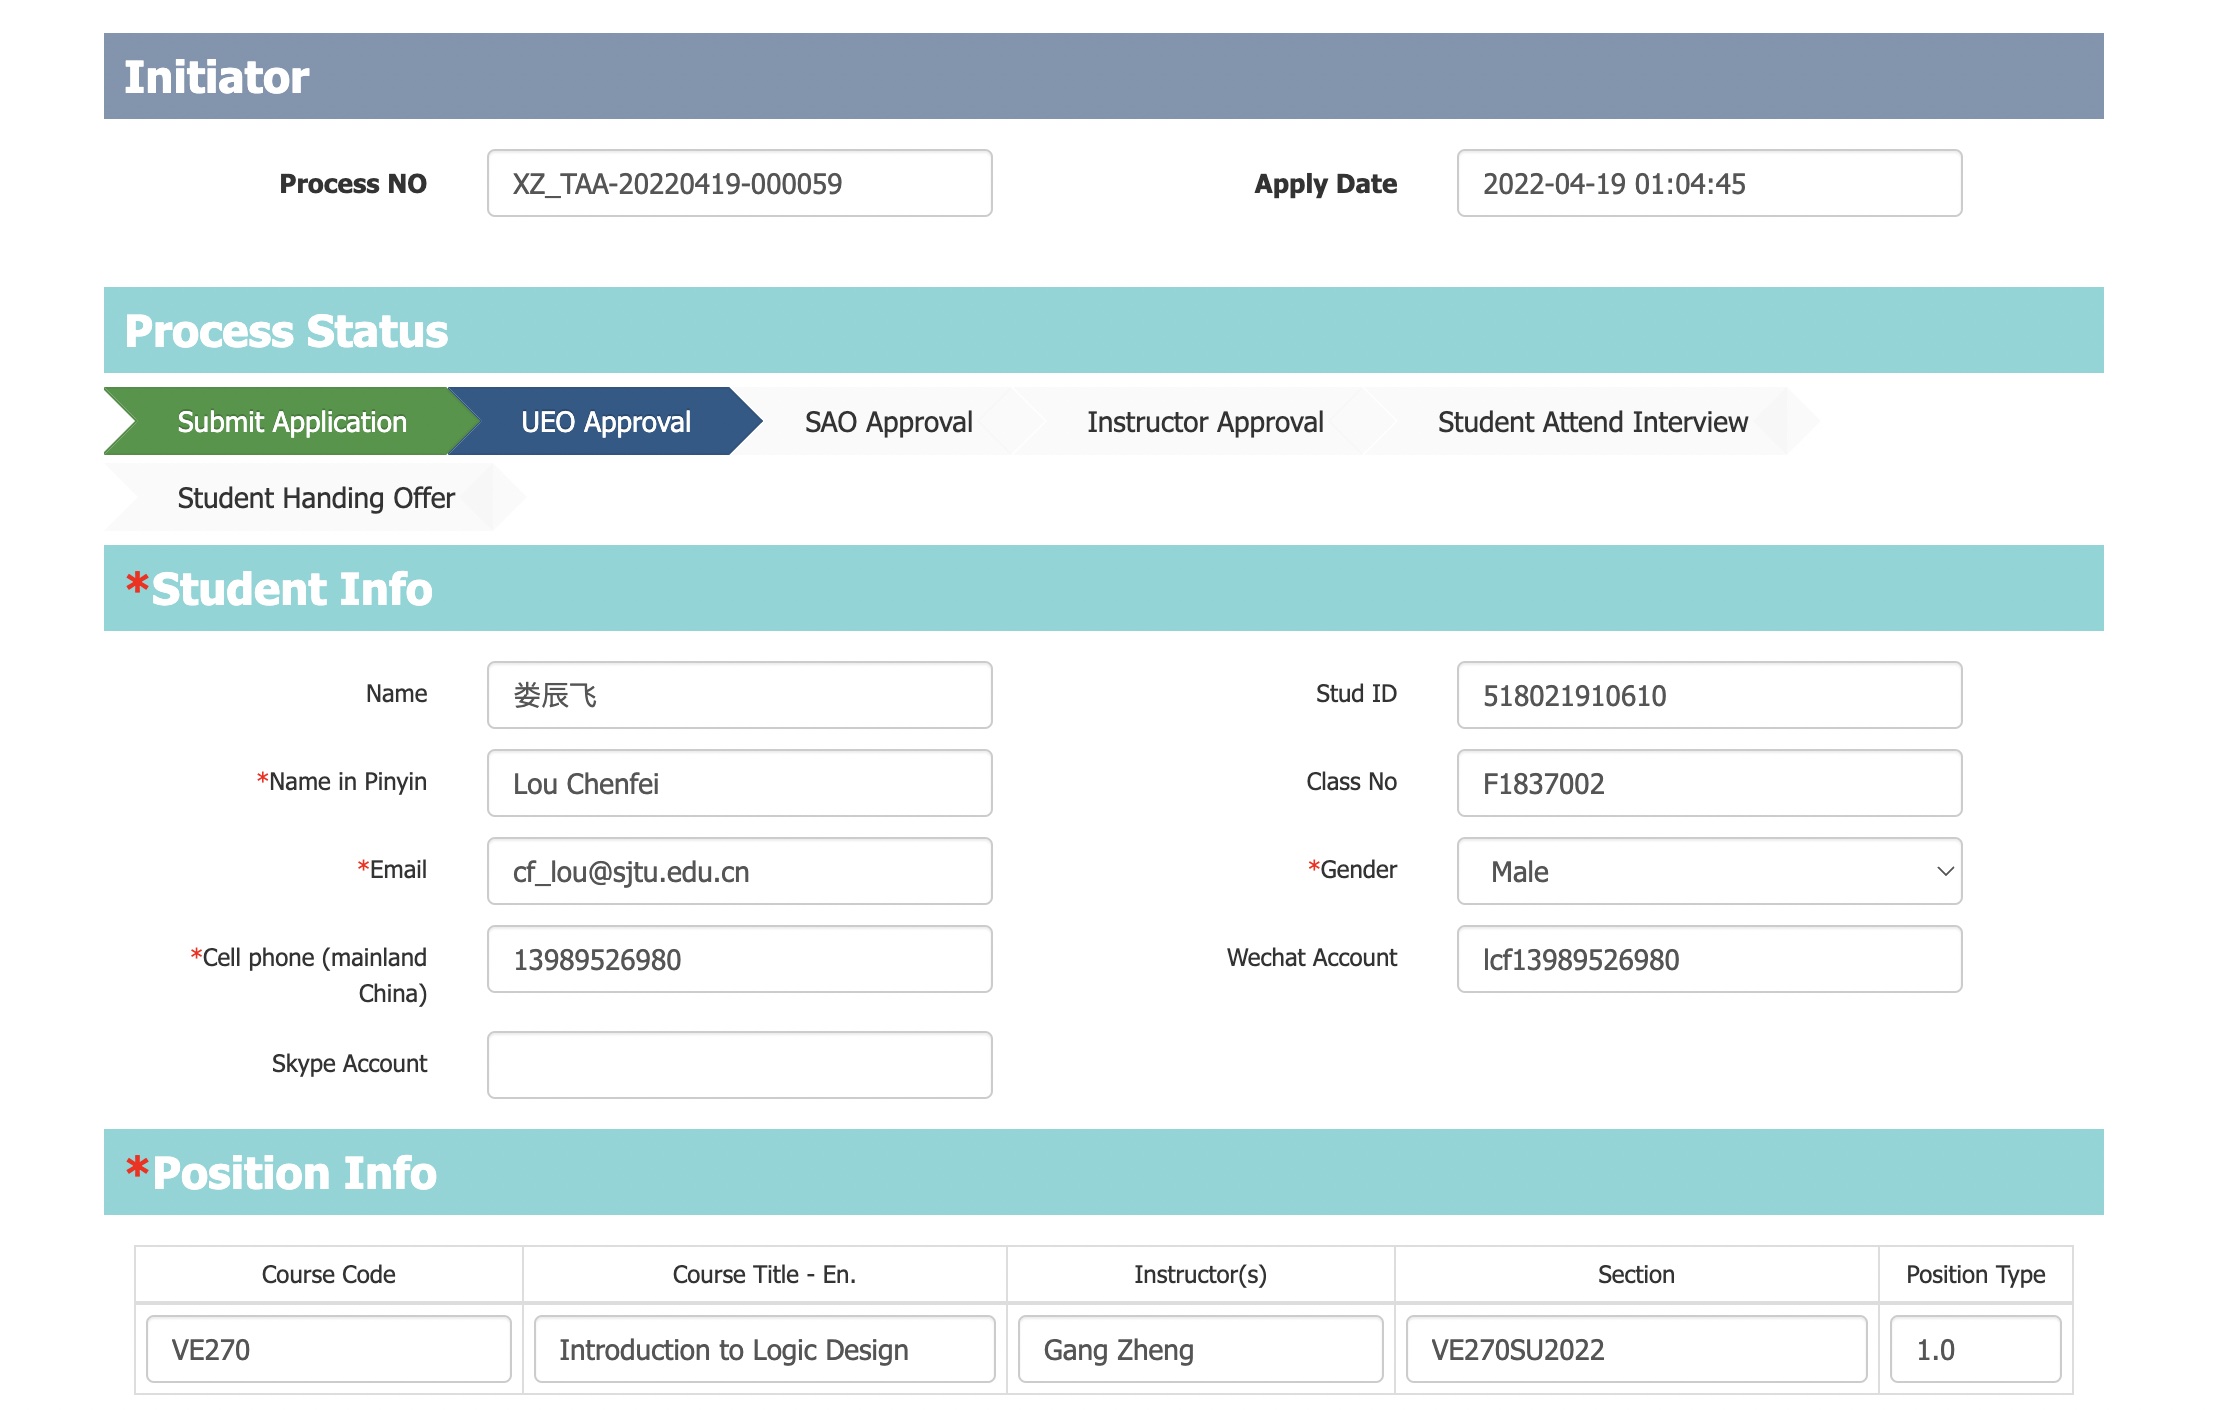 Initiator
Process NO XZ_TAA-20220419-000059 Apply Date 2022-04-19 01:04:45
Process Status
Submit Application UEO Approval SAO Approval Instructor Approval Student Attend Interview
Student Handing Offer
*Student Info
Name 娄辰飞 Stud ID 518021910610
*Name in Pinyin Lou Chenfei Class No F1837002
*Email cf_lou@sjtu.edu.cn *Gender Male
*Cell phone (mainland China) 13989526980 Wechat Account lcf13989526980
Skype Account
*Position Info
Course Code Course Title - En. Instructor(s) Section Position Type
VE270 Introduction to Logic Design Gang Zheng VE270SU2022 1.0